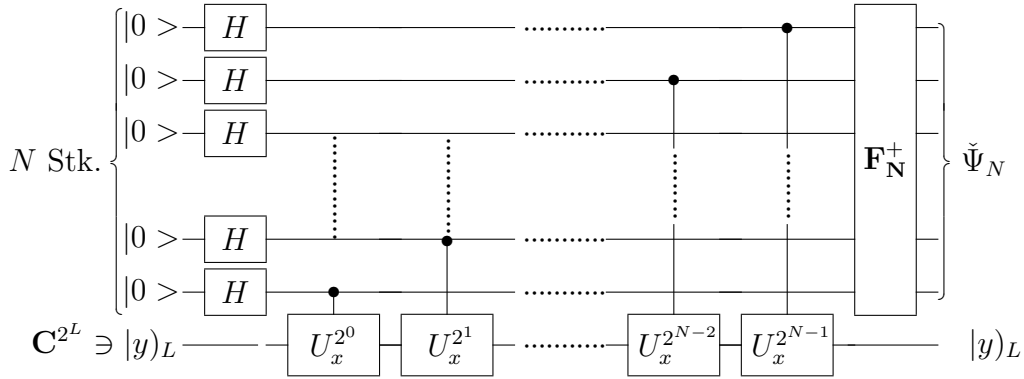 |0 > H
|0 > H
|0 > H
N Stk. F_N^+ \check{Ψ}_N
|0 > H
|0 > H
C^{2^L} ∋ |y)_L U_x^{2^0} U_x^{2^1} U_x^{2^{N-2}} U_x^{2^{N-1}} |y)_L